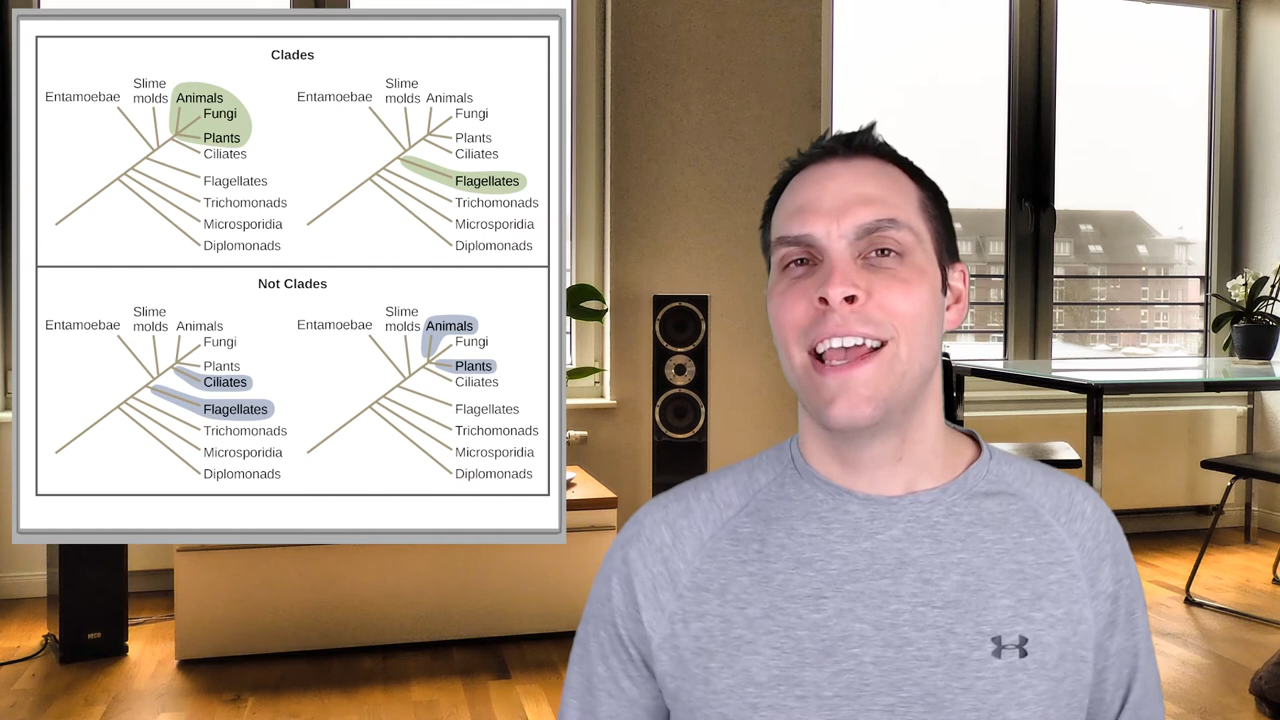 Clades
Entamoebae
Slime
molds
Animals
Fungi
Plants
Ciliates
Flagellates
Trichomonads
Microsporidia
Diplomonads
Entamoebae
Slime
molds
Animals
Fungi
Plants
Ciliates
Flagellates
Trichomonads
Microsporidia
Diplomonads
Not Clades
Entamoebae
Slime
molds
Animals
Fungi
Plants
Ciliates
Flagellates
Trichomonads
Microsporidia
Diplomonads
Entamoebae
Slime
molds
Animals
Fungi
Plants
Ciliates
Flagellates
Trichomonads
Microsporidia
Diplomonads